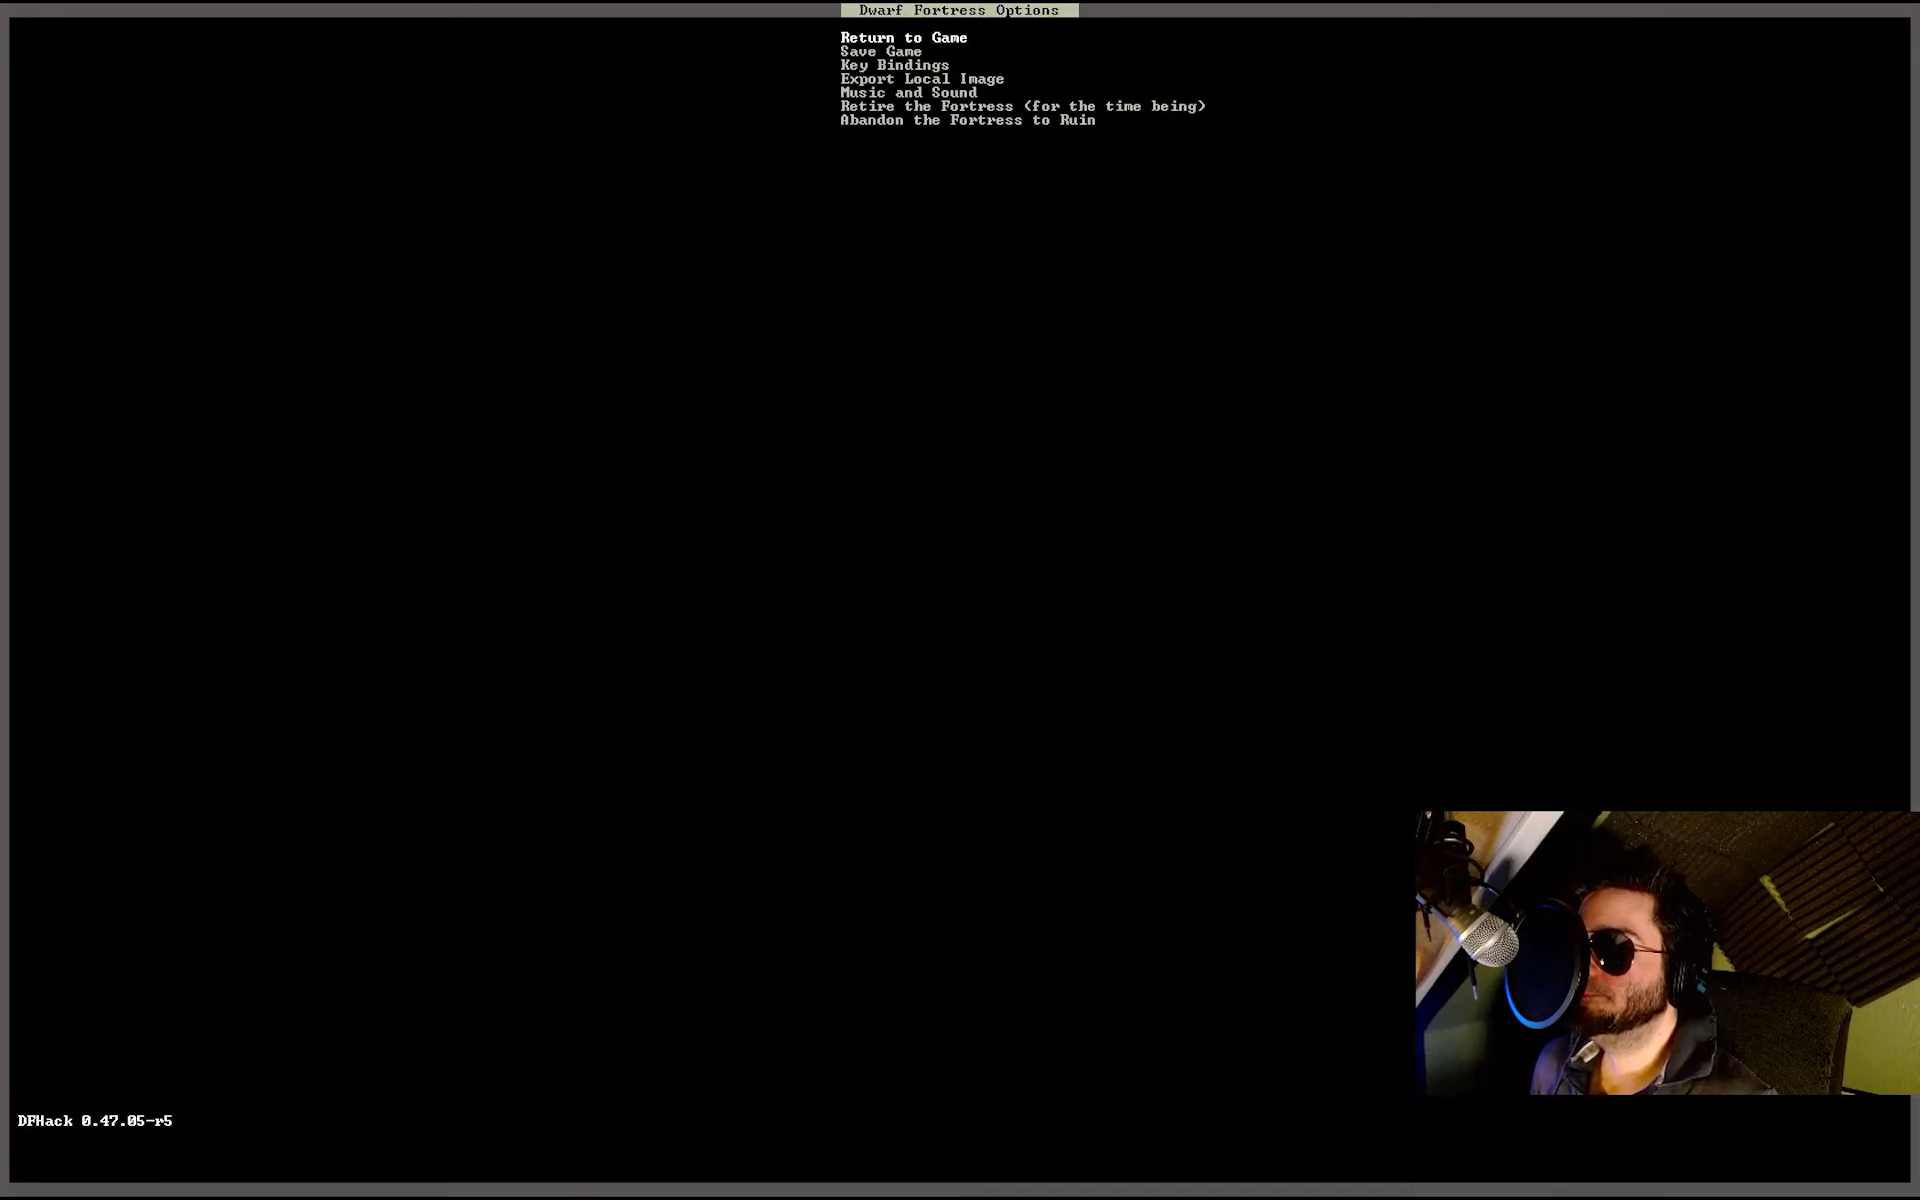 Dwarf Fortress Options
Return to Game
Save Game
Key Bindings
Export Local Image
Music and Sound
Retire the Fortress (for the time being)
Abandon the Fortress to Ruin
DFHack 0.47.05-r5